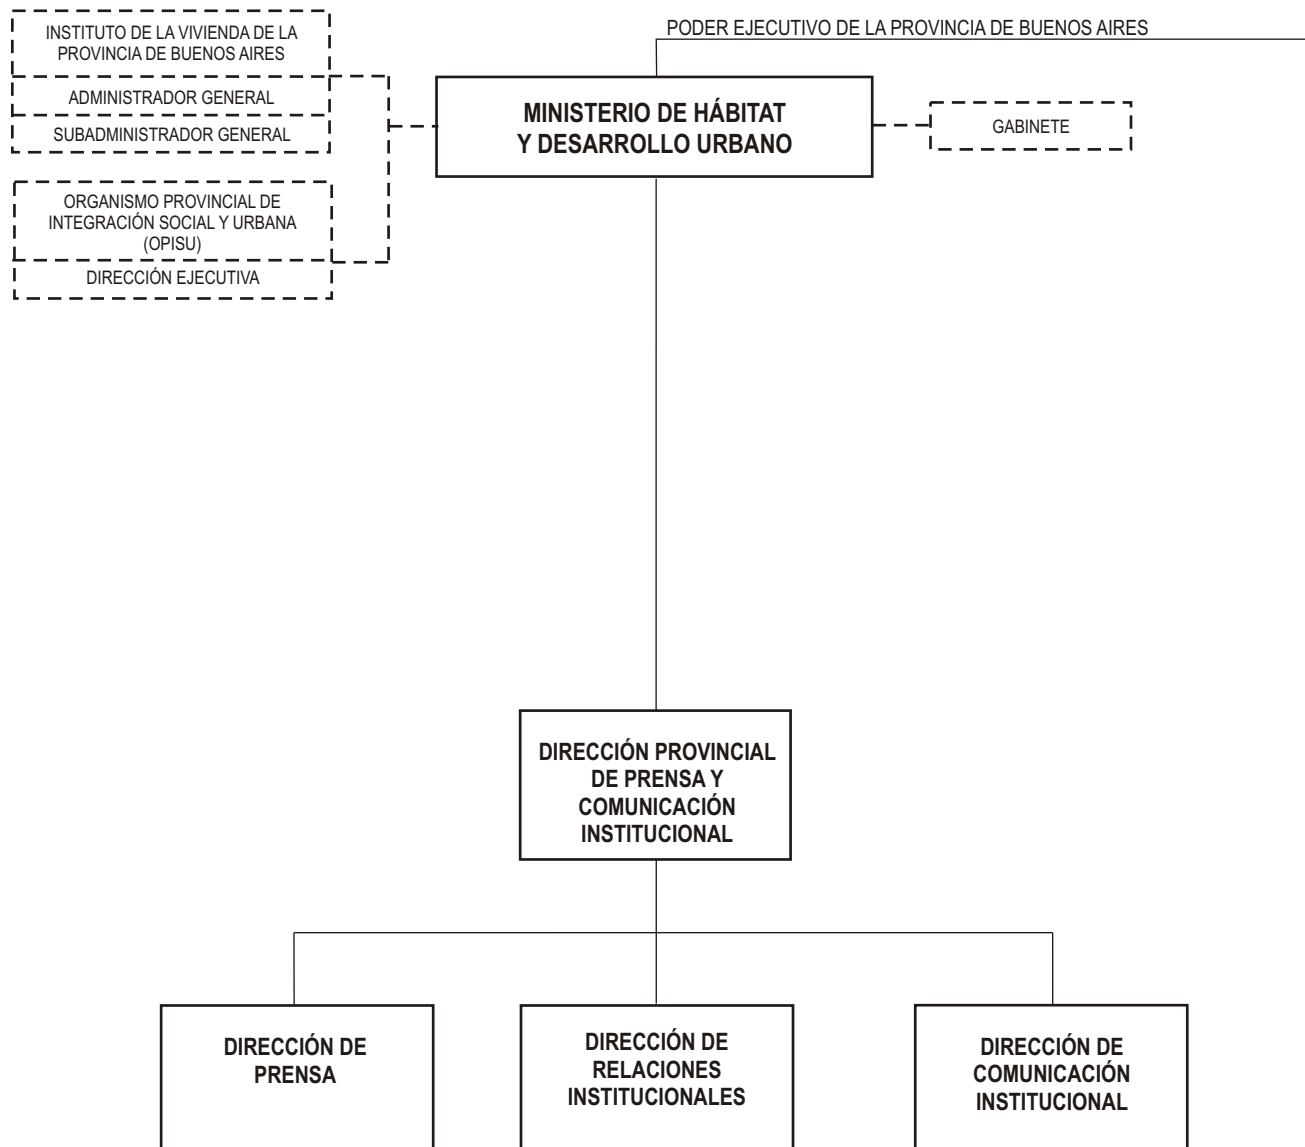 PODER EJECUTIVO DE LA PROVINCIA DE BUENOS AIRES
INSTITUTO DE LA VIVIENDA DE LA
PROVINCIA DE BUENOS AIRES
ADMINISTRADOR GENERAL
SUBADMINISTRADOR GENERAL
MINISTERIO DE HÁBITAT
Y DESARROLLO URBANO
GABINETE
ORGANISMO PROVINCIAL DE
INTEGRACIÓN SOCIAL Y URBANA
(OPISU)
DIRECCIÓN EJECUTIVA
DIRECCIÓN PROVINCIAL
DE PRENSA Y
COMUNICACIÓN
INSTITUCIONAL
DIRECCIÓN DE
PRENSA
DIRECCIÓN DE
RELACIONES
INSTITUCIONALES
DIRECCIÓN DE
COMUNICACIÓN
INSTITUCIONAL